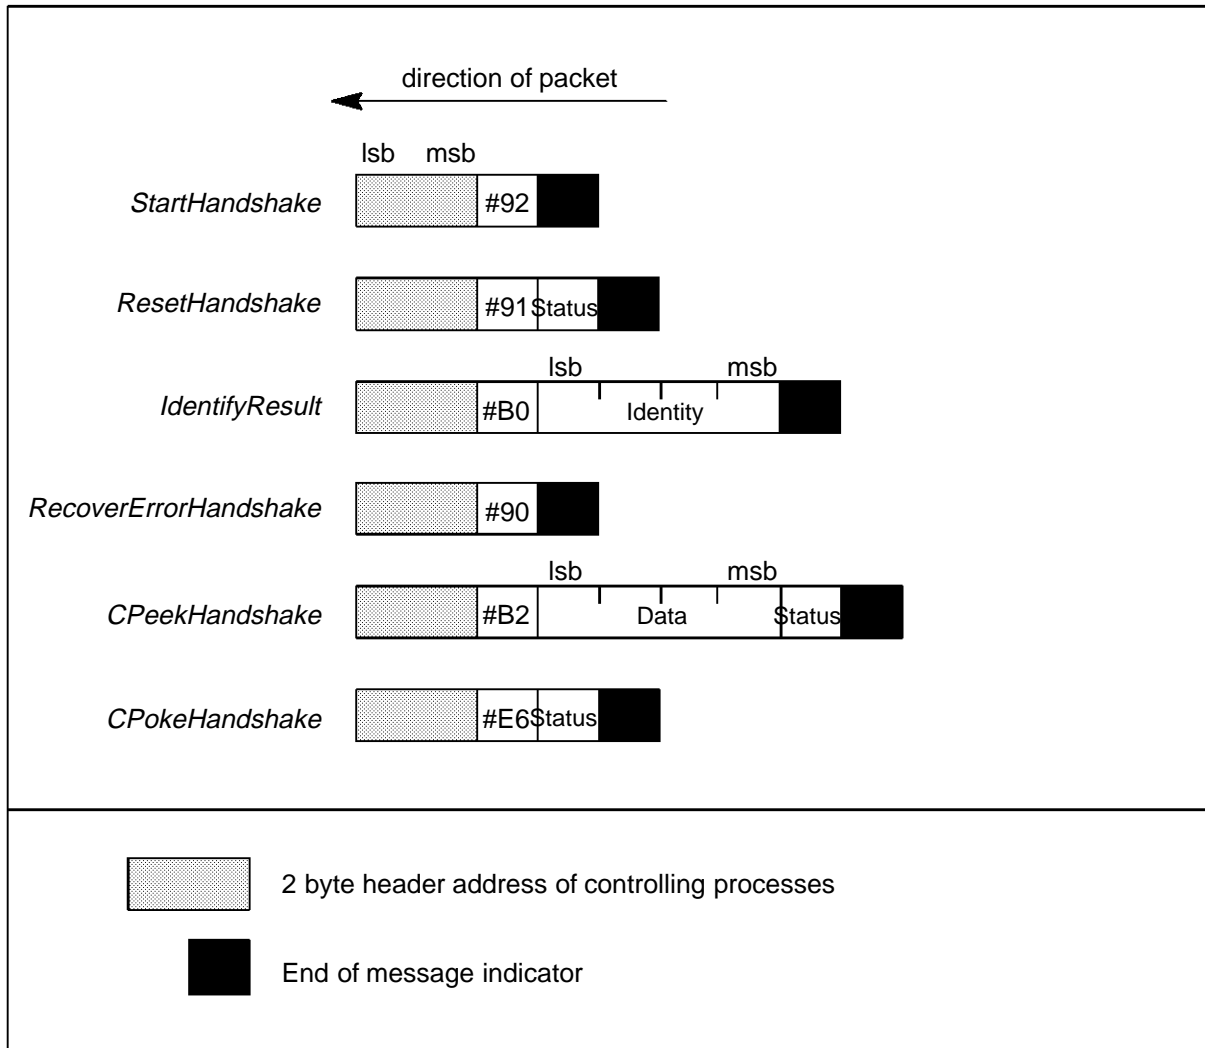 direction of packet
lsb msb
StartHandshake #92
ResetHandshake #91 Status
lsb msb
IdentifyResult #B0 Identity
RecoverErrorHandshake #90
lsb msb
CPeekHandshake #B2 Data Status
CPokeHandshake #E6 Status
2 byte header address of controlling processes
End of message indicator